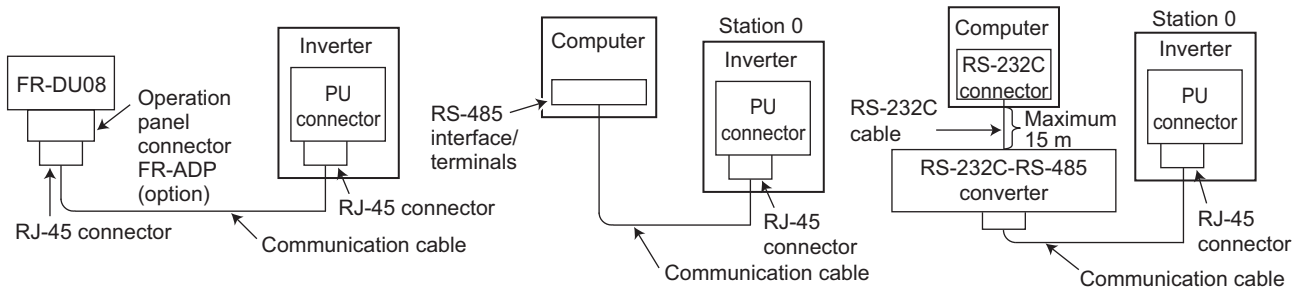 FR-DU08
Operation
panel
connector
FR-ADP
(option)
RJ-45 connector
Inverter
PU
connector
RJ-45 connector
Communication cable
Computer
RS-485
interface/
terminals
Station 0
Inverter
PU
connector
RJ-45
connector
Communication cable
Computer
RS-232C
connector
RS-232C
cable
Maximum
15 m
RS-232C-RS-485
converter
Station 0
Inverter
PU
connector
RJ-45
connector
Communication cable